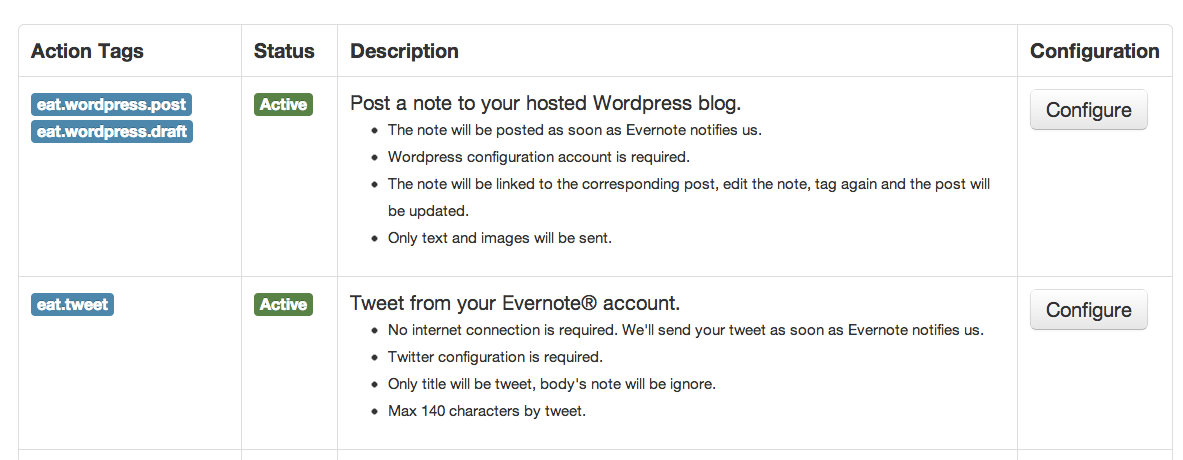 Action Tags Status Description Configuration
eat.wordpress.post Active Post a note to your hosted Wordpress blog. Configure
eat.wordpress.draft
The note will be posted as soon as Evernote notifies us.
Wordpress configuration account is required.
The note will be linked to the corresponding post, edit the note, tag again and the post will
be updated.
Only text and images will be sent.
eat.tweet Active Tweet from your Evernote® account. Configure
No internet connection is required. We'll send your tweet as soon as Evernote notifies us.
Twitter configuration is required.
Only title will be tweet, body's note will be ignore.
Max 140 characters by tweet.